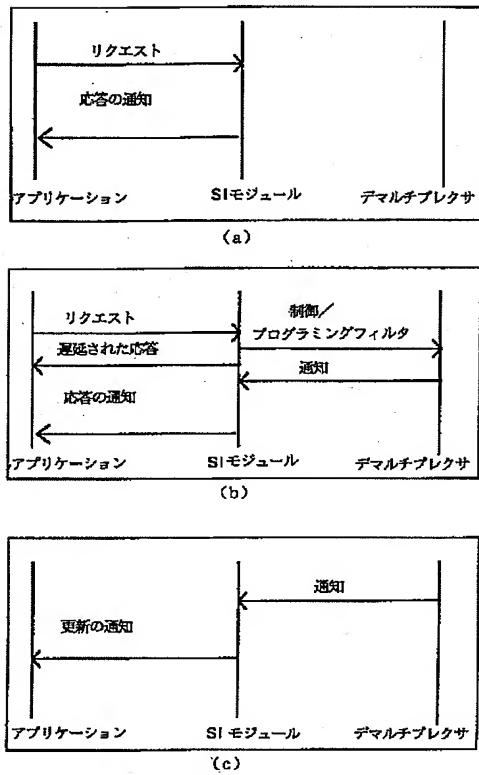 リクエスト
応答の通知
アプリケーション SIモジュール デマルチプレクサ
(a)
リクエスト 制御/
プログラミングフィルタ
遅延された応答
通知
応答の通知
アプリケーション SIモジュール デマルチプレクサ
(b)
通知
更新の通知
アプリケーション SIモジュール デマルチプレクサ
(c)